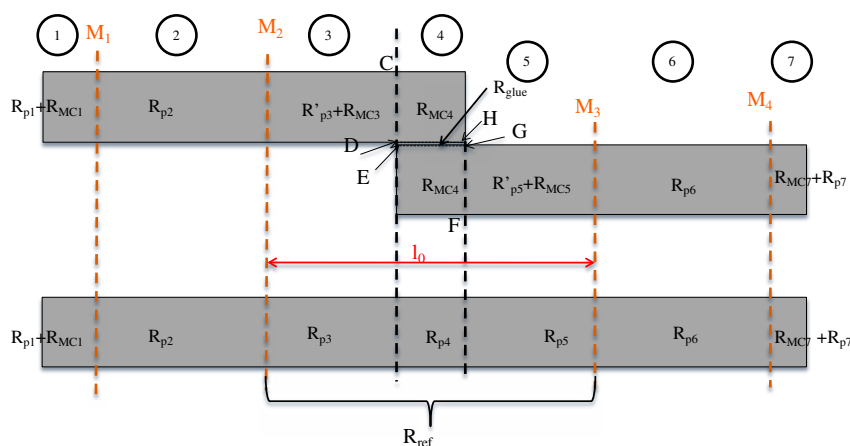 1 M1 2 M2 3 4 5 6 7
C
Rglue
M3 M4
Rp1+RMC1 Rp2 R'p3+RMC3 RMC4
H
D G
E
RMC4 R'p5+RMC5 Rp6 RMC7+Rp7
F
l0
Rp1+RMC1 Rp2 Rp3 Rp4 Rp5 Rp6 RMC7 +Rp7
Rref